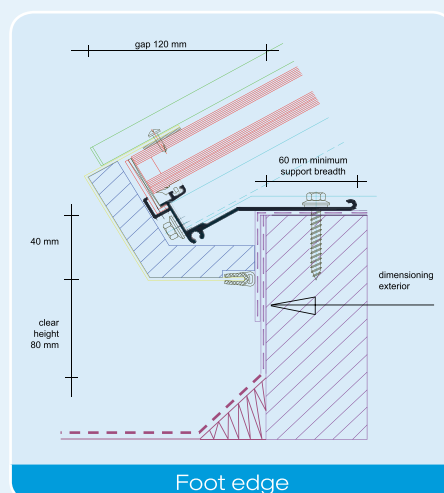 gap 120 mm
60 mm minimum
support breadth
40 mm
dimensioning
exterior
clear
height
80 mm
Foot edge